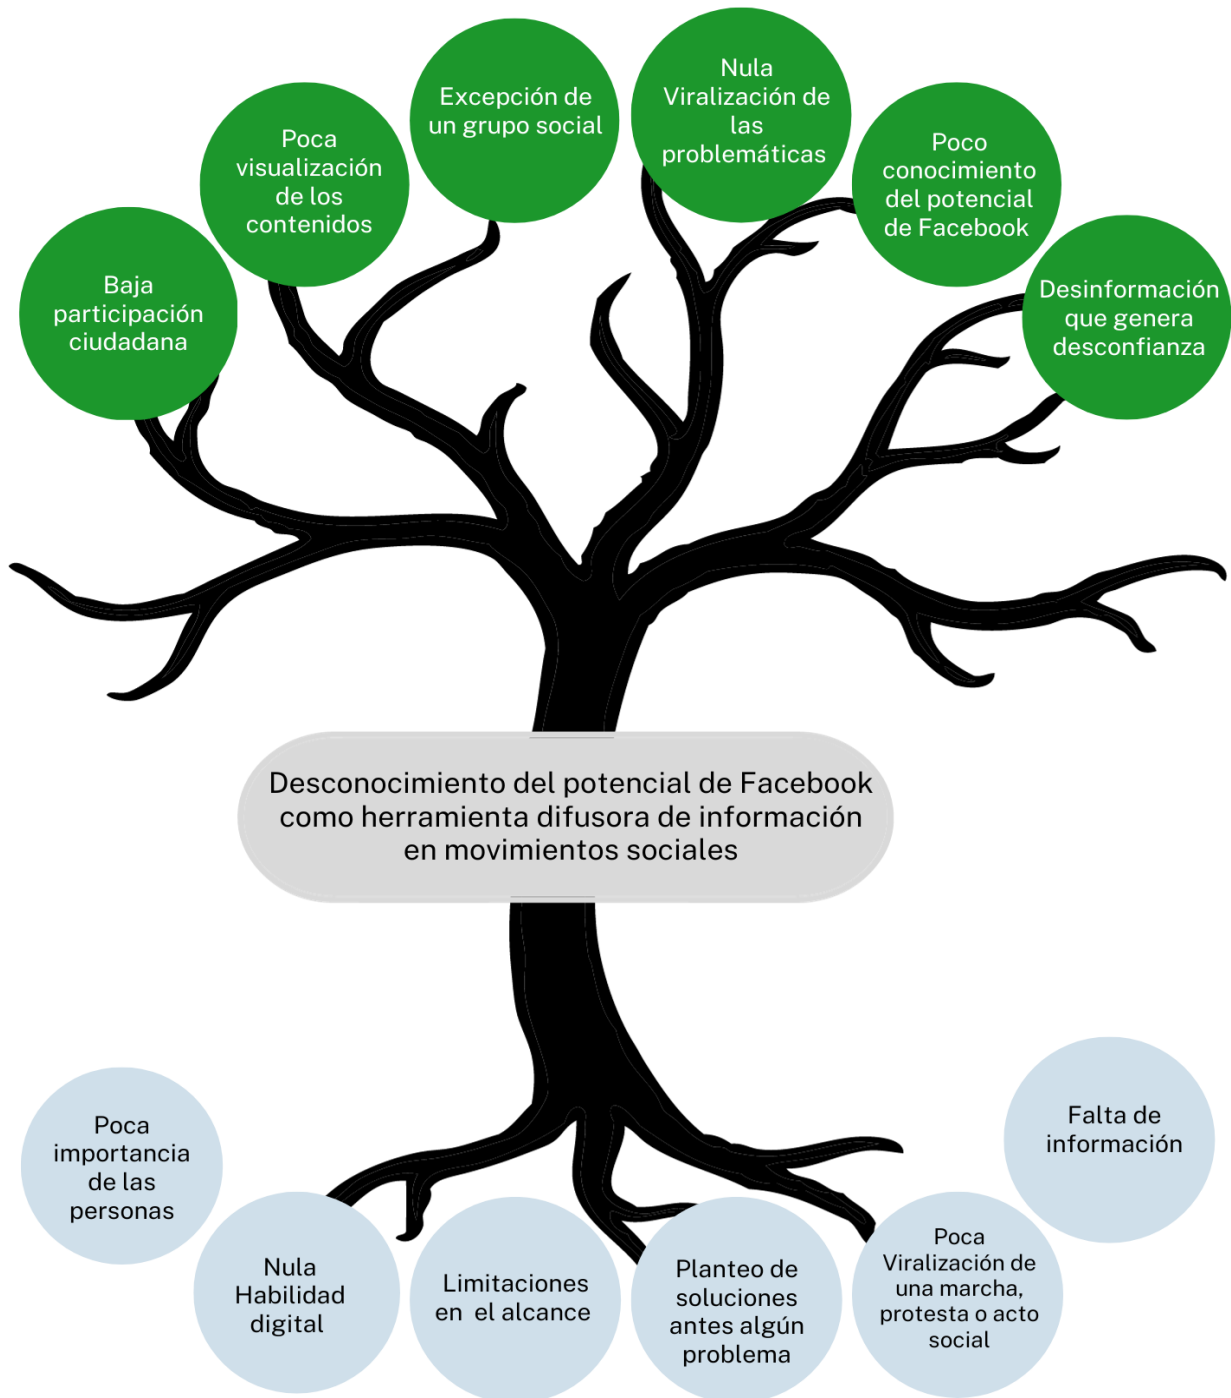 Nula
Viralización de
las
problemáticas
Excepción de
un grupo social
Poca
visualización
de los
contenidos
Poco
conocimiento
del potencial
de Facebook
Baja
participación
ciudadana
Desinformación
que genera
desconfianza
Desconocimiento del potencial de Facebook
como herramienta difusora de información
en movimientos sociales
Poca
importancia
de las
personas
Nula
Habilidad
digital
Limitaciones
en el alcance
Planteo de
soluciones
antes algún
problema
Poca
Viralización de
una marcha,
protesta o acto
social
Falta de
información